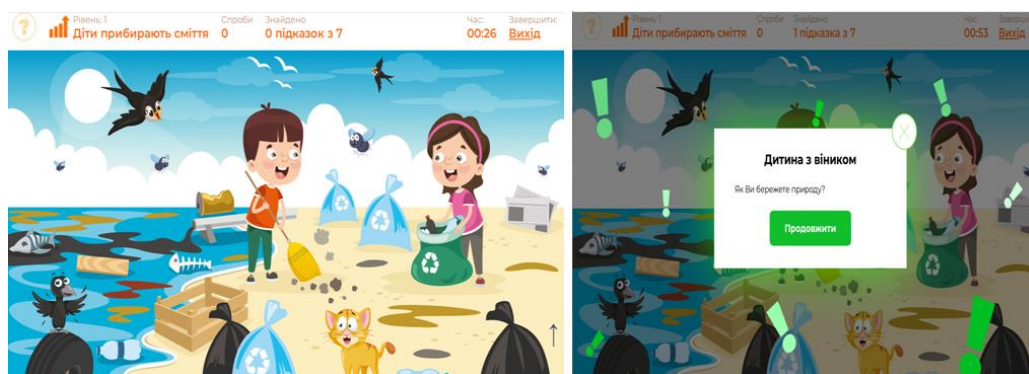 ?
Рівень: 1
Діти прибирають сміття
Спроби
0
Знайдено
0 підказок з 7
Час:
00:26
Завершити:
Вихід
?
Рівень: 1
Діти прибирають сміття
Спроби
0
Знайдено
1 підказка з 7
Час:
00:53
Вихід
Дитина з віником
Як Ви бережете природу?
Продовжити